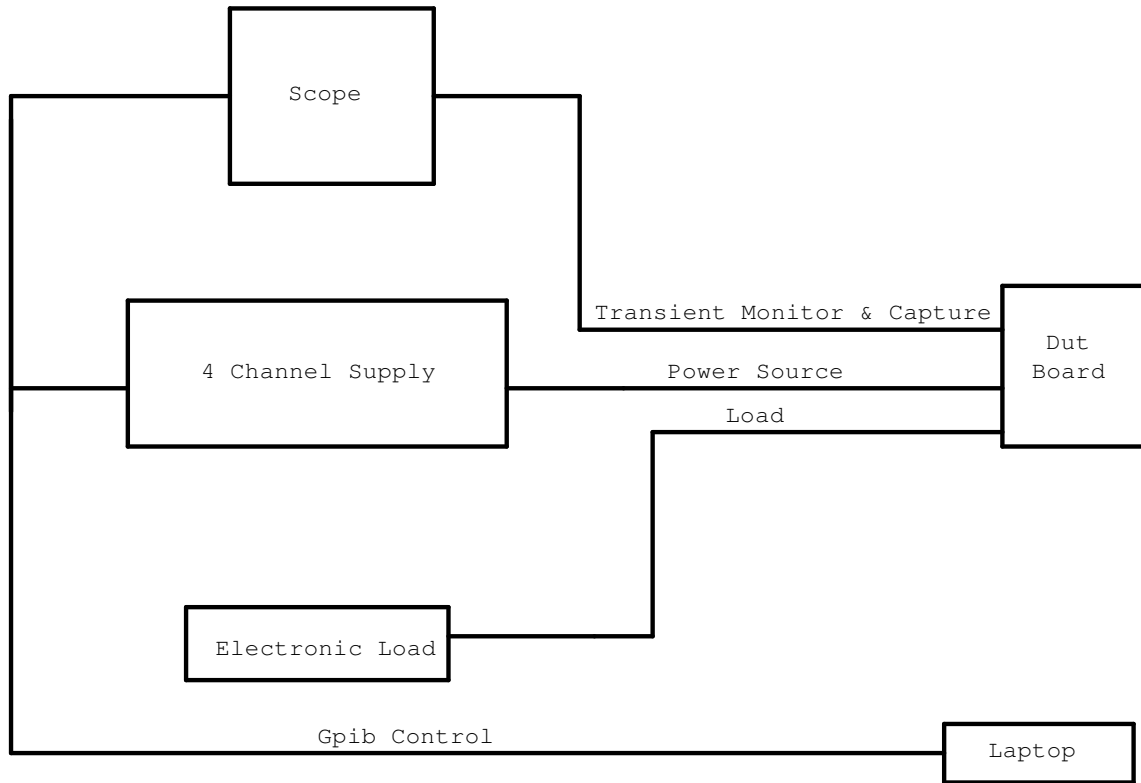 Scope
Transient Monitor & Capture
Dut
Board
4 Channel Supply
Power Source
Load
Electronic Load
Gpib Control
Laptop